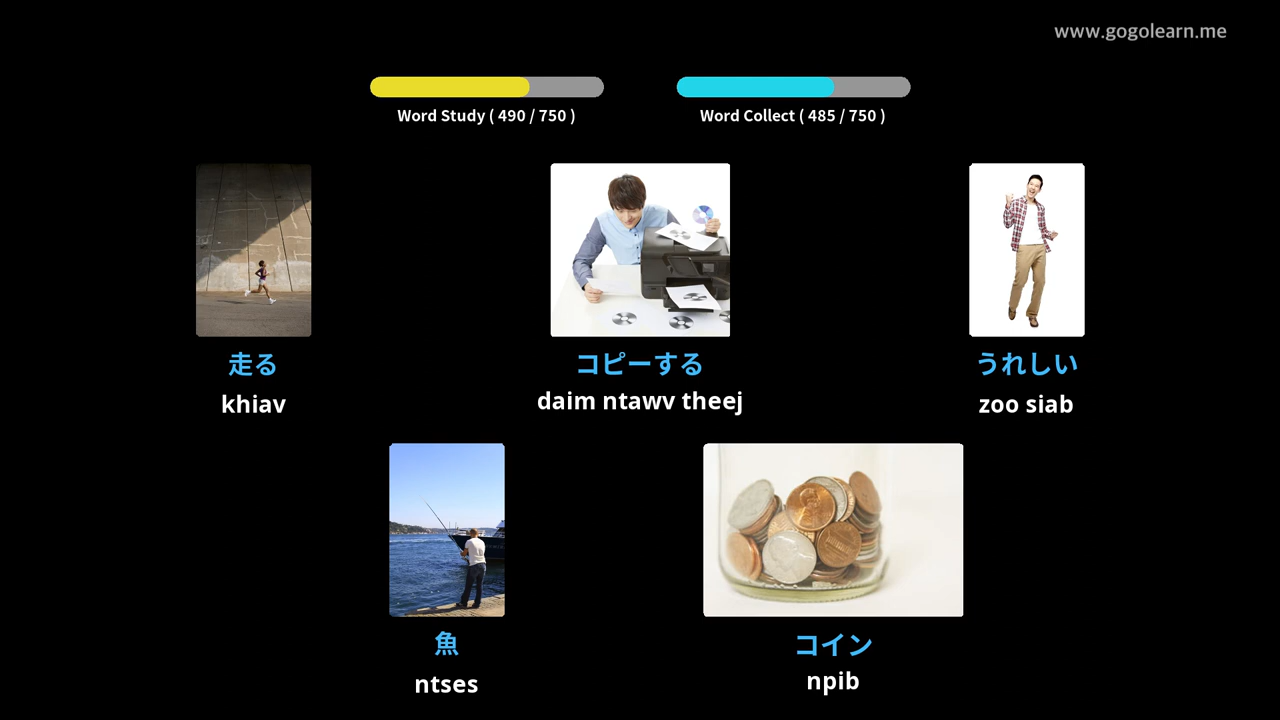 www.gogolearn.me
Word Study ( 490 / 750 )
Word Collect ( 485 / 750 )
走る
khiav
コピーする
daim ntawv theej
うれしい
zoo siab
魚
ntses
コイン
npib